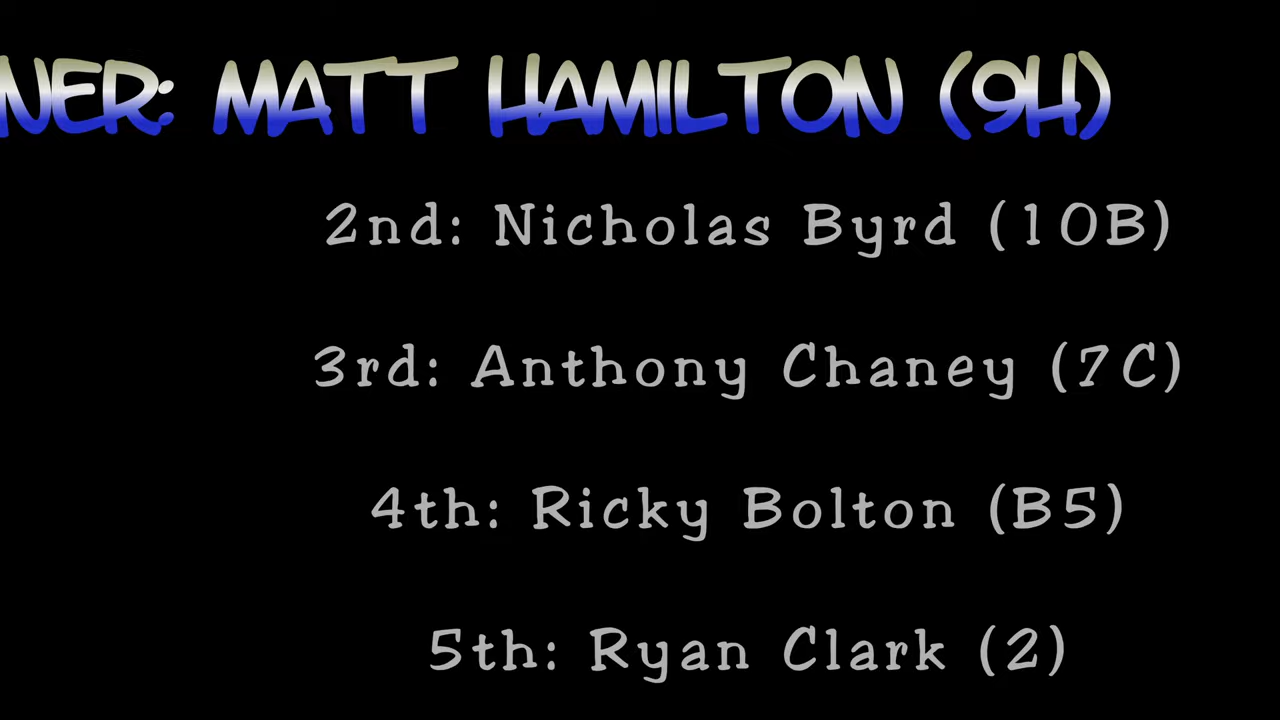 NER: MATT HAMILTON (9H)
2nd: Nicholas Byrd (10B)
3rd: Anthony Chaney (7C)
4th: Ricky Bolton (B5)
5th: Ryan Clark (2)